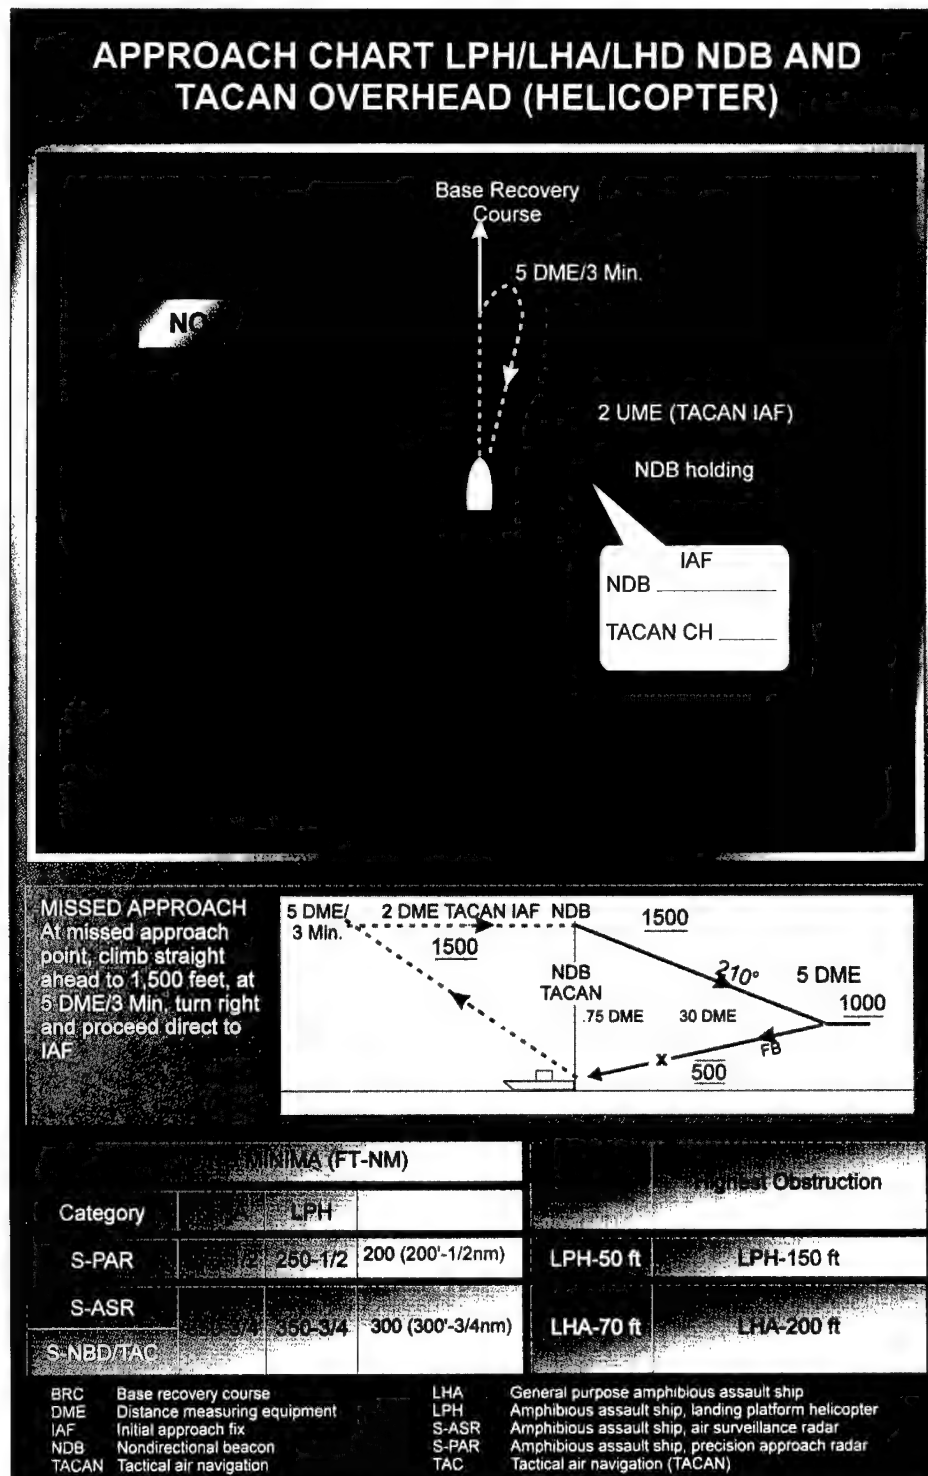 APPROACH CHART LPH/LHA/LHD NDB AND
TACAN OVERHEAD (HELICOPTER)
Base Recovery
Course
5 DME/3 Min.
NO
2 UME (TACAN IAF)
NDB holding
IAF
NDB
TACAN CH
MISSED APPROACH
At missed approach
point, climb straight
ahead to 1,500 feet, at
5 DME/3 Min. turn right
and proceed direct to
IAF
5 DME/
3 Min.
2 DME TACAN IAF NDB
1500
1500
210°
5 DME
1000
NDB
TACAN
.75 DME
30 DME
FB
X
500
MINIMA (FT-NM)
Category
LPH
S-PAR
250-1/2
200 (200'-1/2nm)
S-ASR
S-NBD/TAC
350-3/4
300 (300'-3/4nm)
Highest Obstruction
LPH-50 ft
LPH-150 ft
LHA-70 ft
LHA-200 ft
BRC Base recovery course
DME Distance measuring equipment
IAF Initial approach fix
NDB Nondirectional beacon
TACAN Tactical air navigation
LHA General purpose amphibious assault ship
LPH Amphibious assault ship, landing platform helicopter
S-ASR Amphibious assault ship, air surveillance radar
S-PAR Amphibious assault ship, precision approach radar
TAC Tactical air navigation (TACAN)